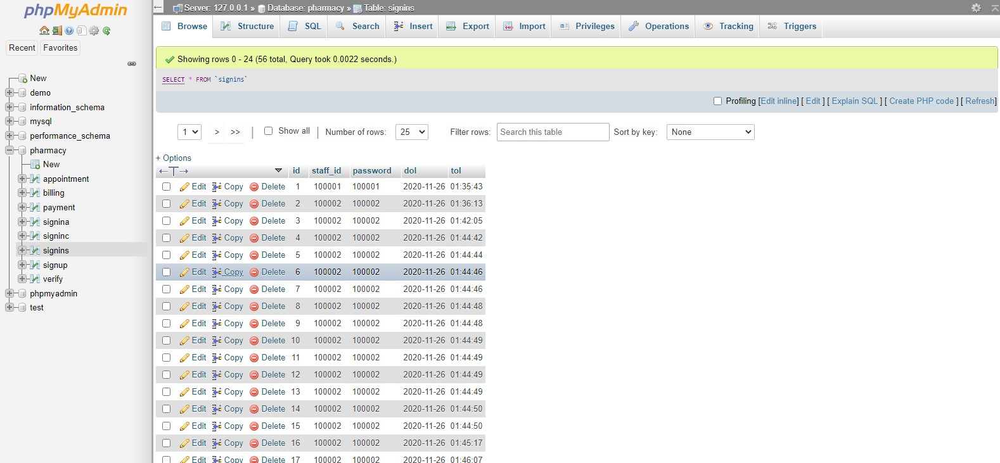 phpMyAdmin
Recent Favorites
New
demo
information_schema
mysql
performance_schema
pharmacy
New
appointment
billing
payment
signina
signinc
signins
signup
verify
phpmyadmin
test
Server: 127.0.0.1 » Database: pharmacy » Table: signins
Browse Structure SQL Search Insert Export Import Privileges Operations Tracking Triggers
Showing rows 0 - 24 (56 total, Query took 0.0022 seconds.)
SELECT * FROM `signins`
Profiling [Edit inline] [ Edit ] [ Explain SQL ] [ Create PHP code ] [ Refresh]
1 > >> | Show all | Number of rows: 25 Filter rows: Search this table Sort by key: None
+ Options
←T→ id staff_id password dol tol
Edit Copy Delete 1 100001 100001 2020-11-26 01:35:43
Edit Copy Delete 2 100002 100002 2020-11-26 01:36:13
Edit Copy Delete 3 100002 100002 2020-11-26 01:42:05
Edit Copy Delete 4 100002 100002 2020-11-26 01:44:42
Edit Copy Delete 5 100002 100002 2020-11-26 01:44:44
Edit Copy Delete 6 100002 100002 2020-11-26 01:44:46
Edit Copy Delete 7 100002 100002 2020-11-26 01:44:46
Edit Copy Delete 8 100002 100002 2020-11-26 01:44:48
Edit Copy Delete 9 100002 100002 2020-11-26 01:44:48
Edit Copy Delete 10 100002 100002 2020-11-26 01:44:49
Edit Copy Delete 11 100002 100002 2020-11-26 01:44:49
Edit Copy Delete 12 100002 100002 2020-11-26 01:44:49
Edit Copy Delete 13 100002 100002 2020-11-26 01:44:49
Edit Copy Delete 14 100002 100002 2020-11-26 01:44:50
Edit Copy Delete 15 100002 100002 2020-11-26 01:44:50
Edit Copy Delete 16 100002 100002 2020-11-26 01:45:17
Edit Copy Delete 17 100002 100002 2020-11-26 01:46:07